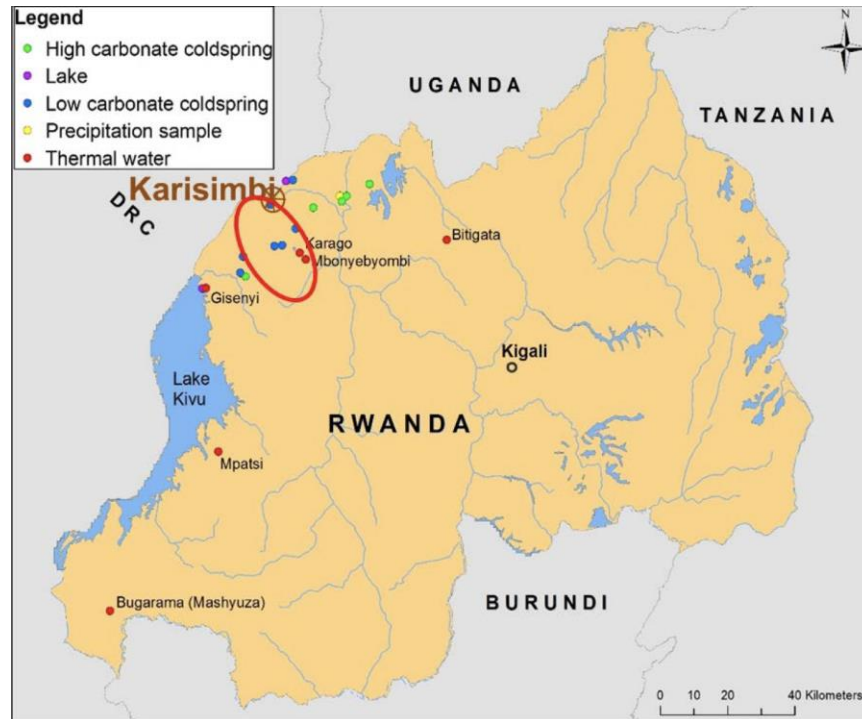 Legend
High carbonate coldspring
Lake
Low carbonate coldspring
Precipitation sample
Thermal water
N
UGANDA
TANZANIA
DRC
Karisimbi
Karago
Mbonyebyombi
Bitigata
Gisenyi
Kigali
Lake
Kivu
RWANDA
Mpatsi
Bugarama (Mashyuza)
BURUNDI
0 10 20 40 Kilometers